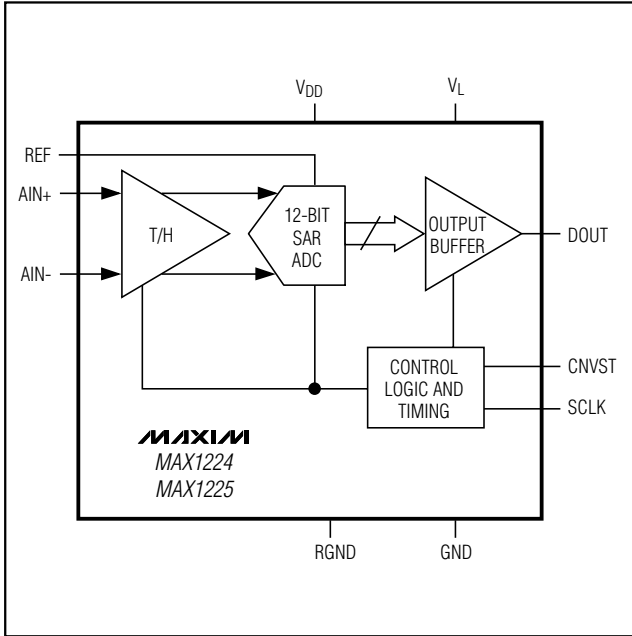 VDD
VL
REF
AIN+
AIN-
T/H
12-BIT
SAR
ADC
OUTPUT
BUFFER
DOUT
CONTROL
LOGIC AND
TIMING
CNVST
SCLK
MAXIM
MAX1224
MAX1225
RGND
GND